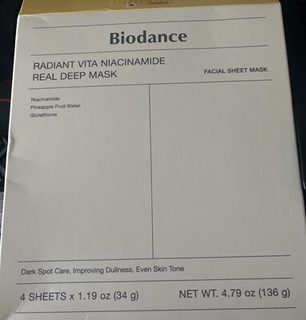 Biodance
RADIANT VITA NIACINAMIDE
REAL DEEP MASK
FACIAL SHEET MASK
Niacinamide
Pineapple Fruit Water
Glutathione
Dark Spot Care, Improving Dullness, Even Skin Tone
4 SHEETS x 1.19 oz (34 g)
NET WT. 4.79 oz (136 g)